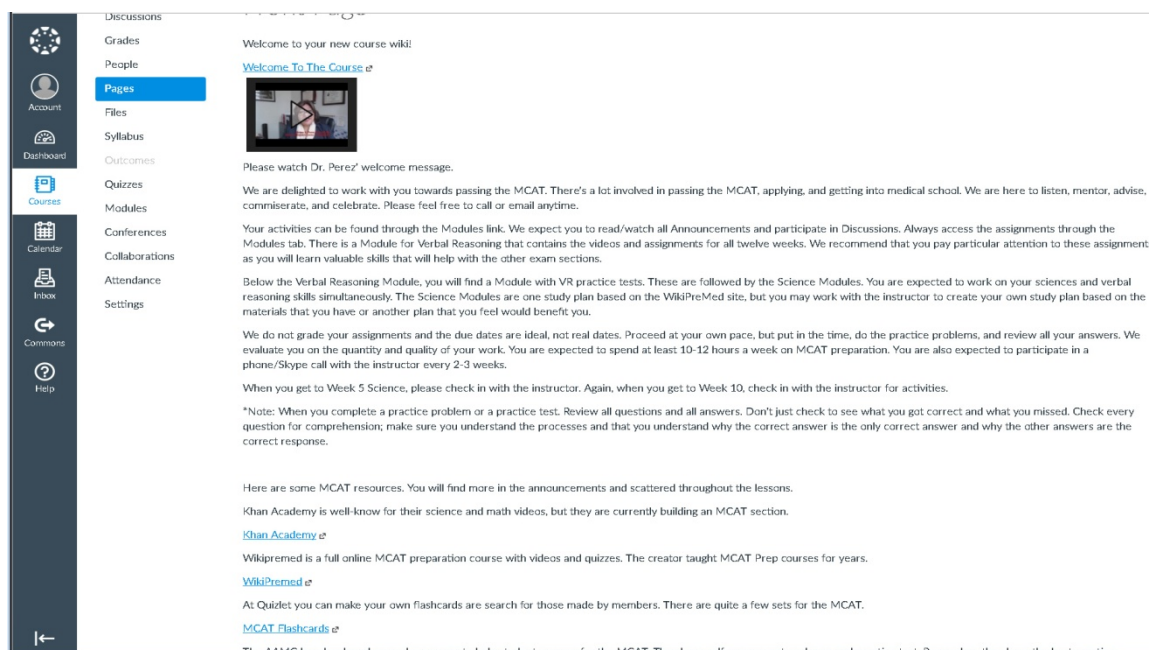 Discussions
Grades
People
Pages
Files
Syllabus
Outcomes
Quizzes
Modules
Conferences
Collaborations
Attendance
Settings
Account
Dashboard
Courses
Calendar
Inbox
Commons
Help
Welcome to your new course wiki!
Welcome To The Course
Please watch Dr. Perez' welcome message.
We are delighted to work with you towards passing the MCAT. There's a lot involved in passing the MCAT, applying, and getting into medical school. We are here to listen, mentor, advise,
commiserate, and celebrate. Please feel free to call or email anytime.
Your activities can be found through the Modules link. We expect you to read/watch all Announcements and participate in Discussions. Always access the assignments through the
Modules tab. There is a Module for Verbal Reasoning that contains the videos and assignments for all twelve weeks. We recommend that you pay particular attention to these assignment
as you will learn valuable skills that will help with the other exam sections.
Below the Verbal Reasoning Module, you will find a Module with VR practice tests. These are followed by the Science Modules. You are expected to work on your sciences and verbal
reasoning skills simultaneously. The Science Modules are one study plan based on the WikiPreMed site, but you may work with the instructor to create your own study plan based on the
materials that you have or another plan that you feel would benefit you.
We do not grade your assignments and the due dates are ideal, not real dates. Proceed at your own pace, but put in the time, do the practice problems, and review all your answers. We
evaluate you on the quantity and quality of your work. You are expected to spend at least 10-12 hours a week on MCAT preparation. You are also expected to participate in a
phone/Skype call with the instructor every 2-3 weeks.
When you get to Week 5 Science, please check in with the instructor. Again, when you get to Week 10, check in with the instructor for activities.
*Note: When you complete a practice problem or a practice test. Review all questions and all answers. Don't just check to see what you got correct and what you missed. Check every
question for comprehension; make sure you understand the processes and that you understand why the correct answer is the only correct answer and why the other answers are the
correct response.
Here are some MCAT resources. You will find more in the announcements and scattered throughout the lessons.
Khan Academy is well-know for their science and math videos, but they are currently building an MCAT section.
Khan Academy
Wikipremed is a full online MCAT preparation course with videos and quizzes. The creator taught MCAT Prep courses for years.
WikiPremed
At Quizlet you can make your own flashcards are search for those made by members. There are quite a few sets for the MCAT.
MCAT Flashcards